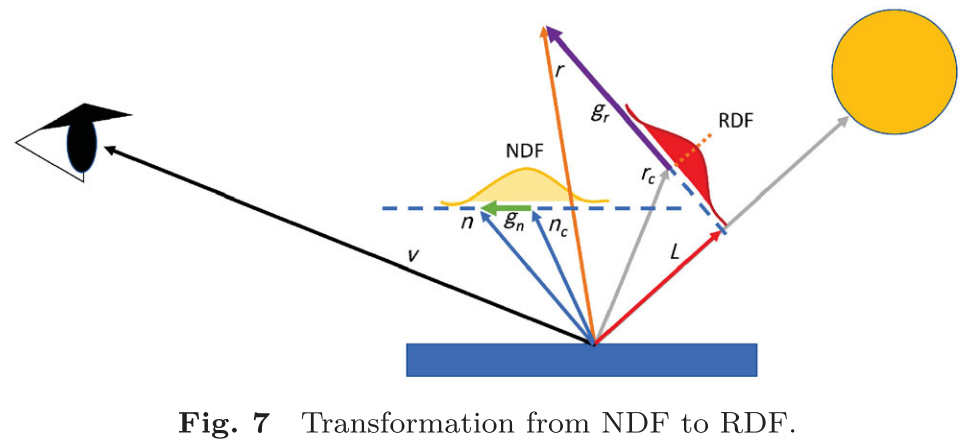 r
g_r
RDF
NDF
r_c
n
g_n
n_c
v
L
Fig. 7 Transformation from NDF to RDF.